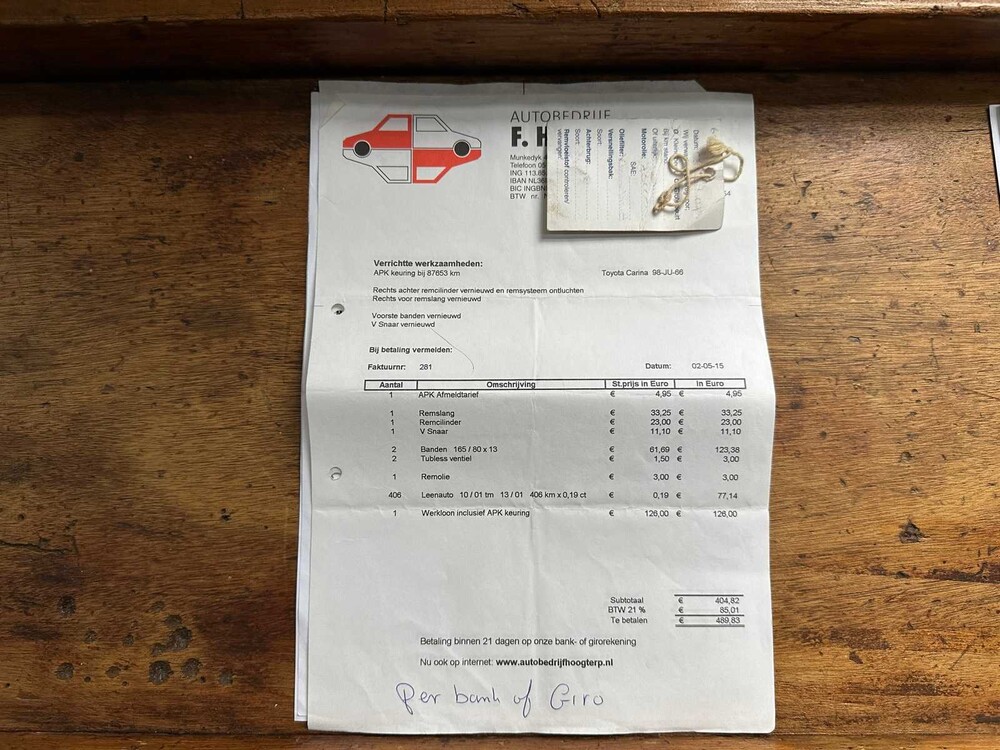 AUTOBEDRIJF
F. H
Munkedyk
Telefoon 05
ING 113.85
IBAN NL36
BIC INGBN
BTW nr.
Datum:
Motorolie:
SAE:
Oliefilter:
Versnellingsbak:
Soort:
Achterbrug:
Soort:
Remvloeistof controleren/
vervangen
Verrichtte werkzaamheden:
APK keuring bij 87653 km Toyota Carina 98-JU-66
Rechts achter remcilinder vernieuwd en remsysteem ontluchten
Rechts voor remslang vernieuwd
Voorste banden vernieuwd
V Snaar vernieuwd
Bij betaling vermelden:
Faktuurnr: 281 Datum: 02-05-15
Aantal Omschrijving St.prijs in Euro In Euro
1 APK Afmeldtarief € 4,95 € 4,95
1 Remslang € 33,25 € 33,25
1 Remcilinder € 23,00 € 23,00
1 V Snaar € 11,10 € 11,10
2 Banden 165 / 80 x 13 € 61,69 € 123,38
2 Tubless ventiel € 1,50 € 3,00
1 Remolie € 3,00 € 3,00
406 Leenauto 10 / 01 tm 13 / 01 406 km x 0,19 ct € 0,19 € 77,14
1 Werkloon inclusief APK keuring € 126,00 € 126,00
Subtotaal € 404,82
BTW 21 % € 85,01
Te betalen € 489,83
Betaling binnen 21 dagen op onze bank- of girorekening
Nu ook op internet: www.autobedrijfhoogterp.nl
Per bank of Giro